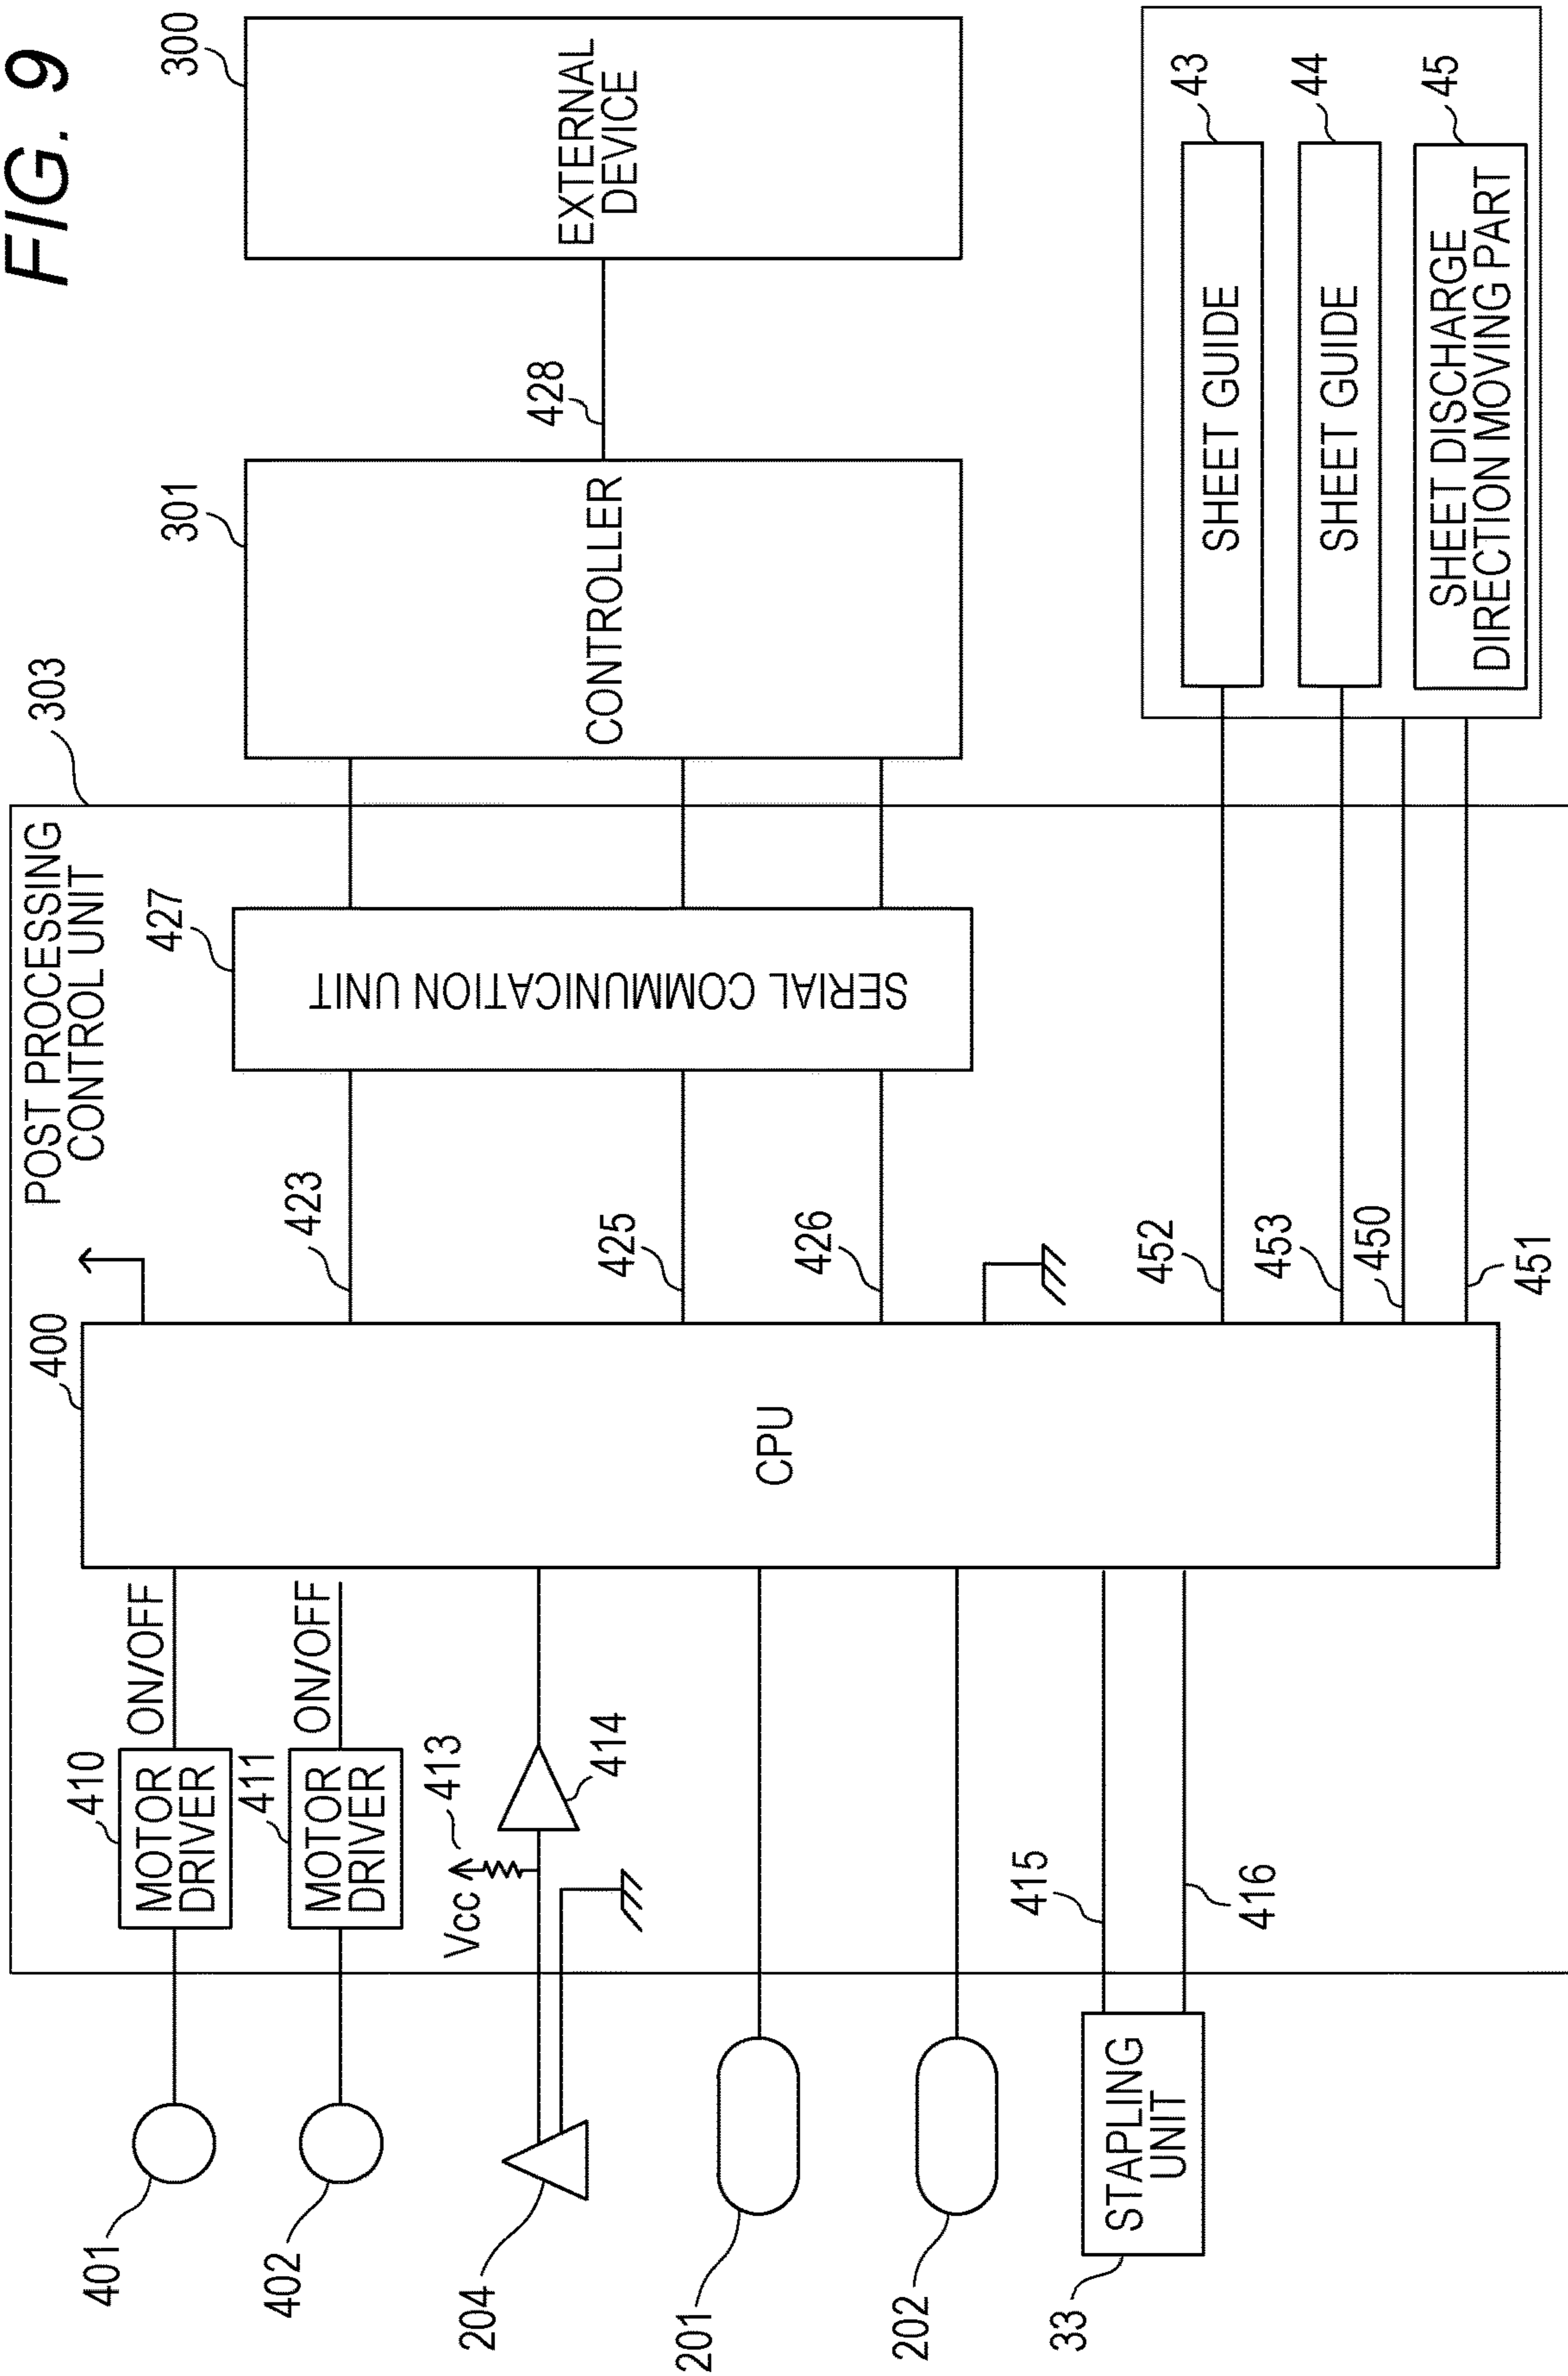 FIG. 9
POST PROCESSING
CONTROL UNIT
303
401
410
MOTOR
DRIVER
ON/OFF
400
402
411
MOTOR
DRIVER
ON/OFF
CPU
204
Vcc
413
414
201
202
33
STAPLING
UNIT
415
416
423
425
426
427
SERIAL COMMUNICATION UNIT
301
CONTROLLER
428
300
EXTERNAL
DEVICE
452
453
450
451
SHEET GUIDE
43
SHEET GUIDE
44
SHEET DISCHARGE
DIRECTION MOVING PART
45